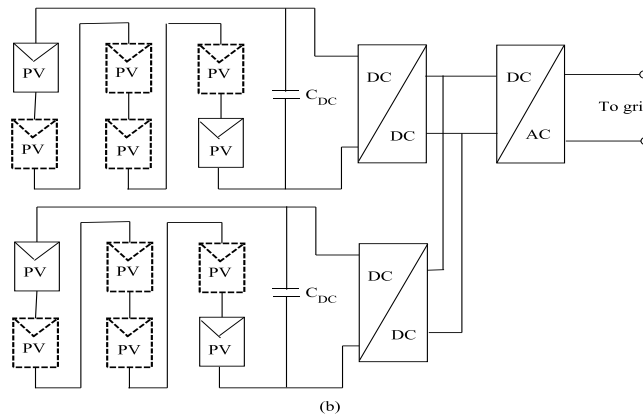 PV PV PV DC DC
C_DC To gri
PV PV PV DC AC
PV PV PV DC
C_DC
PV PV PV DC
(b)